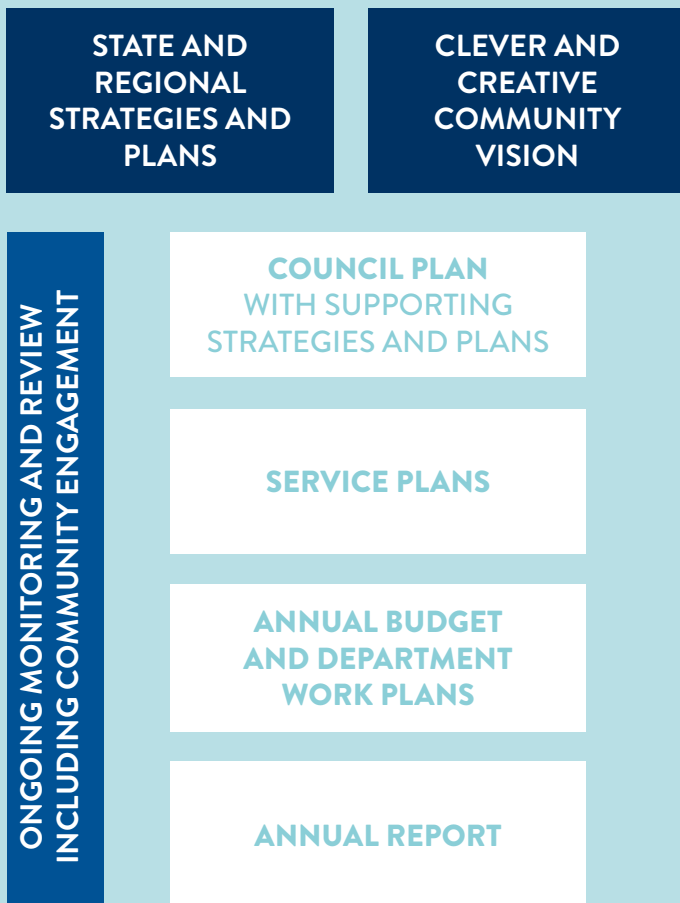 STATE AND
REGIONAL
STRATEGIES AND
PLANS
CLEVER AND
CREATIVE
COMMUNITY
VISION
ONGOING MONITORING AND REVIEW
INCLUDING COMMUNITY ENGAGEMENT
COUNCIL PLAN
WITH SUPPORTING
STRATEGIES AND PLANS
SERVICE PLANS
ANNUAL BUDGET
AND DEPARTMENT
WORK PLANS
ANNUAL REPORT